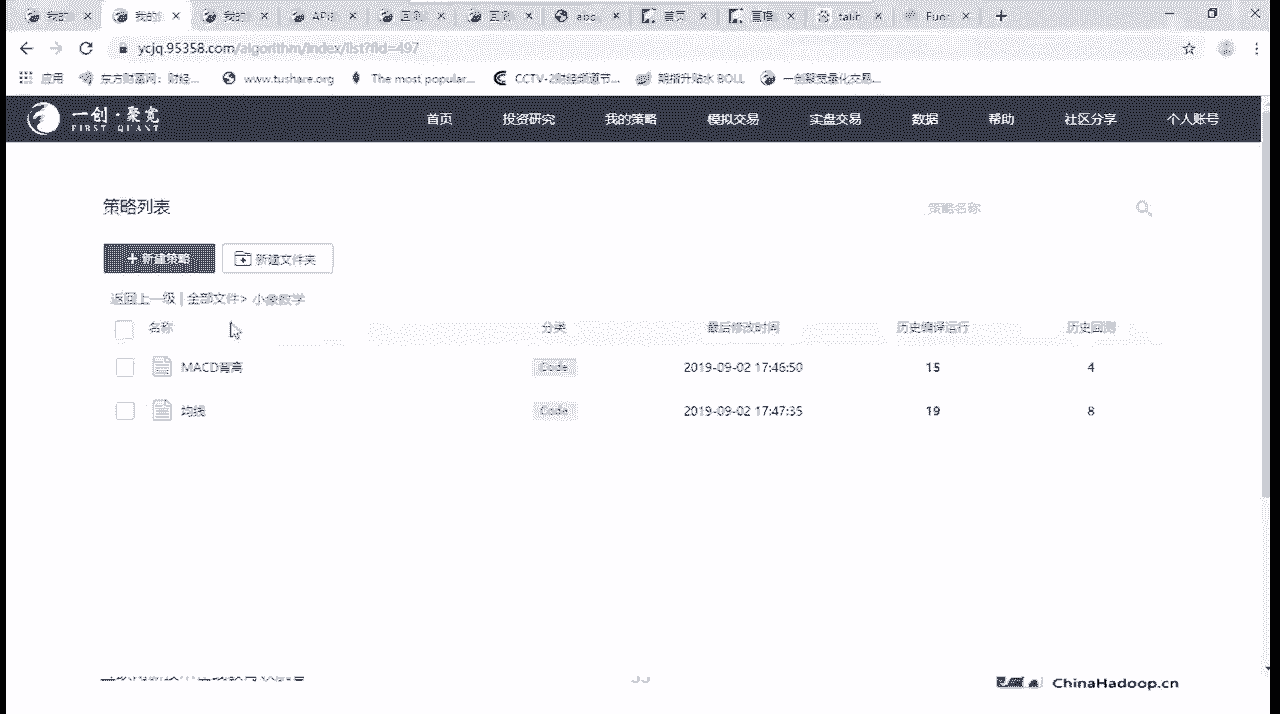 我的 我的 我的 API 回测 回测 首页 talib Func
ycjq.95358.com/algorithm/index/list?fid=497
应用 东方财富网：财经... www.tushare.org The most popular... CCTV-2财经频道节... 期指升贴水 BOLL 一创聚宽量化交易...
一创·聚宽
FIRST QUANT
首页 投资研究 我的策略 模拟交易 实盘交易 数据 帮助 社区分享 个人账号
策略列表
策略名称
+ 新建策略 新建文件夹
返回上一级 | 全部文件> 小象教学
名称 分类 最后修改时间 历史编译运行 历史回测
MACD背离 Code 2019-09-02 17:46:50 15 4
均线 Code 2019-09-02 17:47:35 19 8
ChinaHadoop.cn